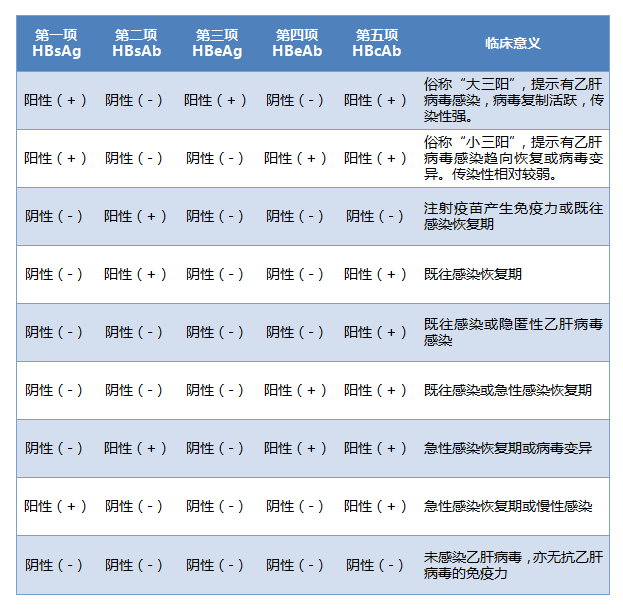 第一项 第二项 第三项 第四项 第五项 临床意义
HBsAg HBsAb HBeAg HBeAb HBcAb
阳性（+） 阴性（-） 阳性（+） 阴性（-） 阳性（+） 俗称“大三阳”，提示有乙肝
病毒感染，病毒复制活跃，传
染性强。
阳性（+） 阴性（-） 阴性（-） 阳性（+） 阳性（+） 俗称“小三阳”，提示有乙肝
病毒感染趋向恢复或病毒变
异。传染性相对较弱。
阴性（-） 阳性（+） 阴性（-） 阴性（-） 阴性（-） 注射疫苗产生免疫力或既往
感染恢复期
阴性（-） 阳性（+） 阴性（-） 阴性（-） 阳性（+） 既往感染恢复期
阴性（-） 阴性（-） 阴性（-） 阴性（-） 阳性（+） 既往感染或隐匿性乙肝病毒
感染
阴性（-） 阴性（-） 阴性（-） 阳性（+） 阳性（+） 既往感染或急性感染恢复期
阴性（-） 阳性（+） 阴性（-） 阳性（+） 阳性（+） 急性感染恢复期或病毒变异
阳性（+） 阴性（-） 阴性（-） 阴性（-） 阳性（+） 急性感染恢复期或慢性感染
阴性（-） 阴性（-） 阴性（-） 阴性（-） 阴性（-） 未感染乙肝病毒，亦无抗乙肝
病毒的免疫力